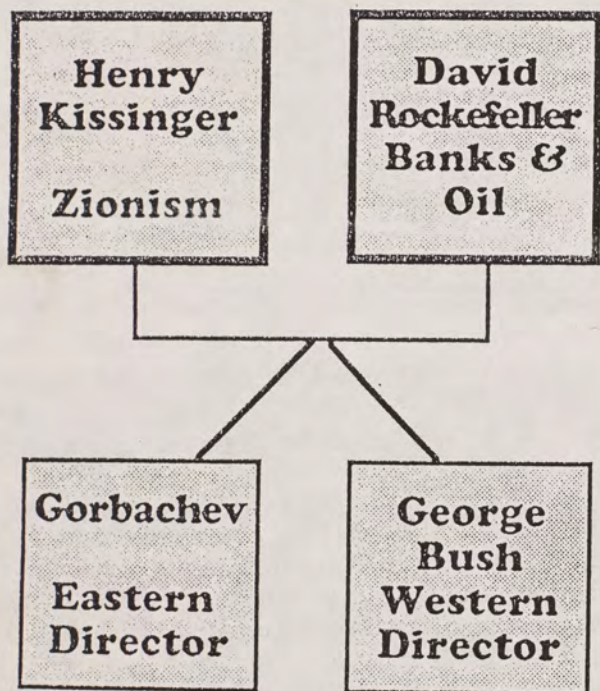 Henry
Kissinger
Zionism
David
Rockefeller
Banks &
Oil
Gorbachev
Eastern
Director
George
Bush
Western
Director